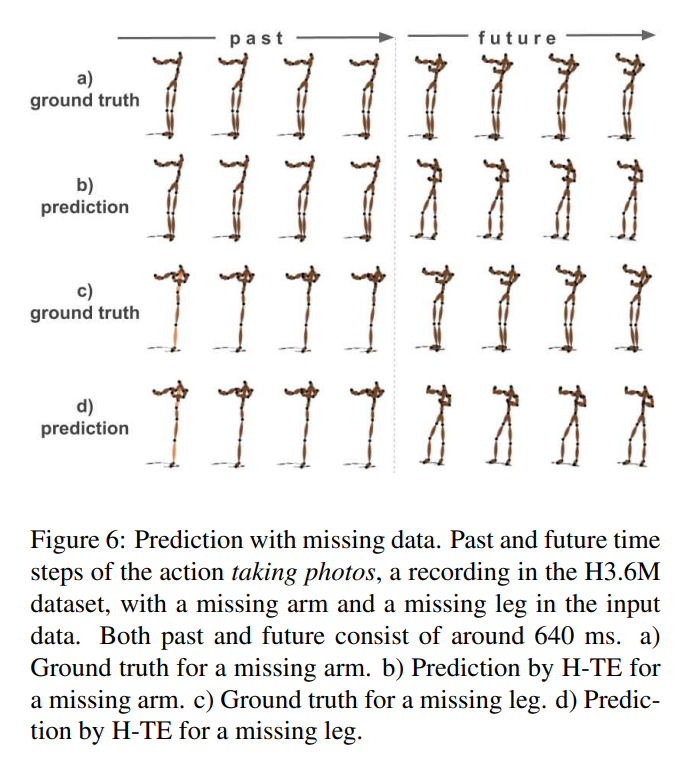 past future
a)
ground truth
b)
prediction
c)
ground truth
d)
prediction
Figure 6: Prediction with missing data. Past and future time
steps of the action taking photos, a recording in the H3.6M
dataset, with a missing arm and a missing leg in the input
data. Both past and future consist of around 640 ms. a)
Ground truth for a missing arm. b) Prediction by H-TE for
a missing arm. c) Ground truth for a missing leg. d) Predic-
tion by H-TE for a missing leg.